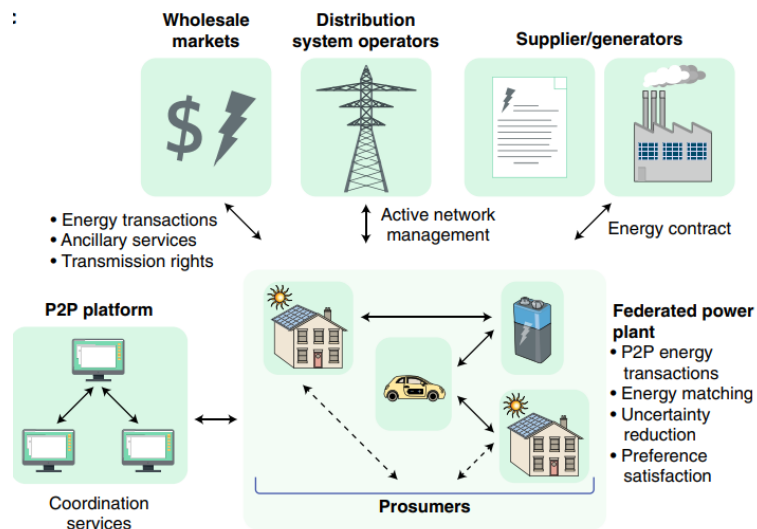 Wholesale
markets
Distribution
system operators
Supplier/generators
$
• Energy transactions
• Ancillary services
• Transmission rights
Active network
management
Energy contract
P2P platform
Coordination
services
Federated power
plant
• P2P energy
transactions
• Energy matching
• Uncertainty
reduction
• Preference
satisfaction
Prosumers